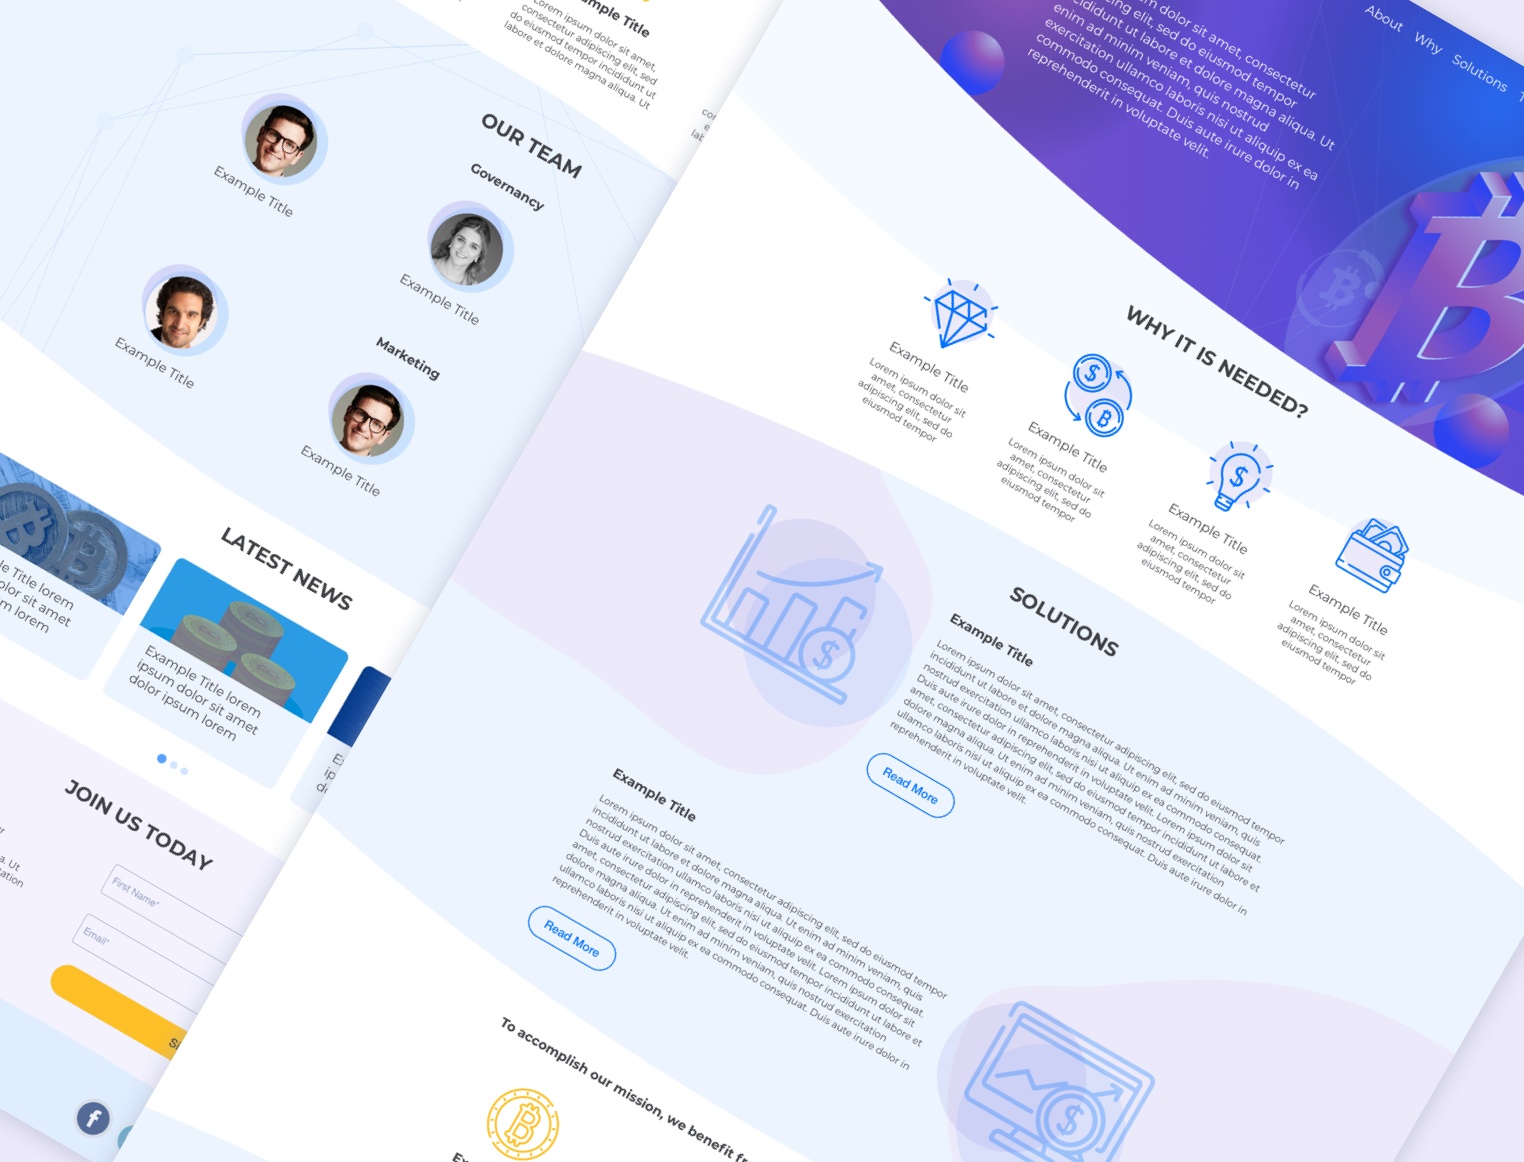 mple Title
Lorem ipsum dolor sit amet,
consectetur adipiscing elit, sed
do eiusmod tempor incididunt ut
labore et dolore magna aliqua. Ut
OUR TEAM
Governancy
Example Title
Example Title
Marketing
Example Title
Example Title
LATEST NEWS
le Title lorem
olor sit amet
m lorem
Example Title lorem
ipsum dolor sit amet
dolor ipsum lorem
JOIN US TODAY
a. Ut
tation
First Name*
Email*
Si
f
About Why Solutions T
m dolor sit amet, consectetur
cing elit, sed do eiusmod tempor
cididunt ut labore et dolore magna aliqua. Ut
enim ad minim veniam, quis nostrud
exercitation ullamco laboris nisi ut aliquip ex ea
commodo consequat. Duis aute irure dolor in
reprehenderit in voluptate velit.
WHY IT IS NEEDED?
Example Title
Lorem ipsum dolor sit
amet, consectetur
adipiscing elit, sed do
eiusmod tempor
Example Title
Lorem ipsum dolor sit
amet, consectetur
adipiscing elit, sed do
eiusmod tempor
Example Title
Lorem ipsum dolor sit
amet, consectetur
adipiscing elit, sed do
eiusmod tempor
Example Title
Lorem ipsum dolor sit
amet, consectetur
adipiscing elit, sed do
eiusmod tempor
SOLUTIONS
Example Title
Lorem ipsum dolor sit amet, consectetur adipiscing elit, sed do eiusmod tempor
incididunt ut labore et dolore magna aliqua. Ut enim ad minim veniam, quis
nostrud exercitation ullamco laboris nisi ut aliquip ex ea commodo consequat.
Duis aute irure dolor in reprehenderit in voluptate velit. Lorem ipsum dolor sit
amet, consectetur adipiscing elit, sed do eiusmod tempor incididunt ut labore et
dolore magna aliqua. Ut enim ad minim veniam, quis nostrud exercitation
ullamco laboris nisi ut aliquip ex ea commodo consequat. Duis aute irure dolor in
reprehenderit in voluptate velit.
Read More
Example Title
Lorem ipsum dolor sit amet, consectetur adipiscing elit, sed do eiusmod tempor
incididunt ut labore et dolore magna aliqua. Ut enim ad minim veniam, quis
nostrud exercitation ullamco laboris nisi ut aliquip ex ea commodo consequat.
Duis aute irure dolor in reprehenderit in voluptate velit. Lorem ipsum dolor sit
amet, consectetur adipiscing elit, sed do eiusmod tempor incididunt ut labore et
dolore magna aliqua. Ut enim ad minim veniam, quis nostrud exercitation
ullamco laboris nisi ut aliquip ex ea commodo consequat. Duis aute irure dolor in
reprehenderit in voluptate velit.
Read More
To accomplish our mission, we benefit fr
Ex